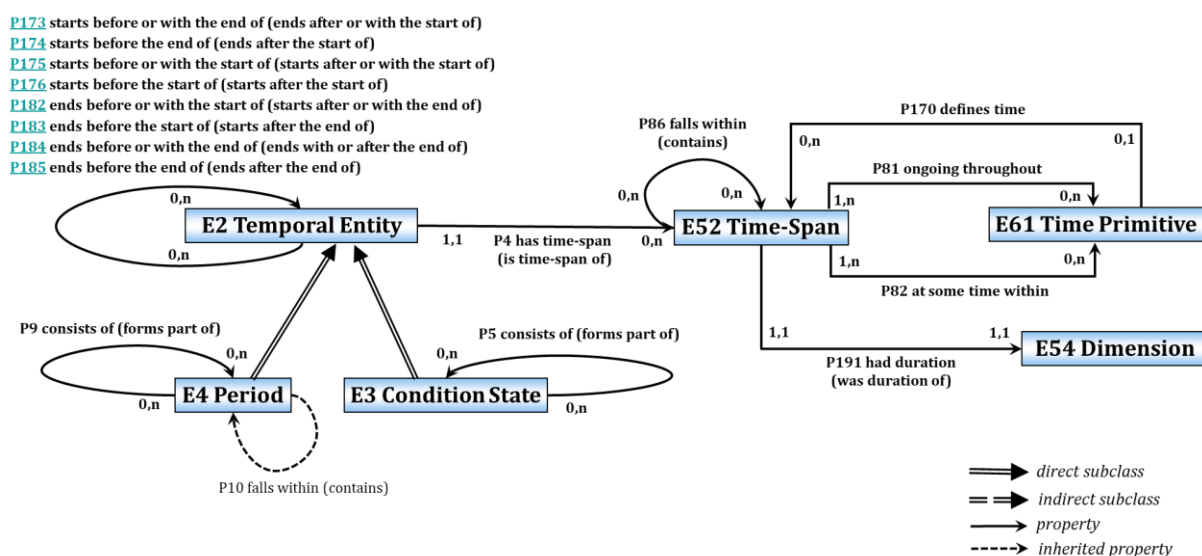 P173 starts before or with the end of (ends after or with the start of)
P174 starts before the end of (ends after the start of)
P175 starts before or with the start of (starts after or with the start of)
P176 starts before the start of (starts after the start of)
P182 ends before or with the start of (starts after or with the end of)
P183 ends before the start of (starts after the end of)
P184 ends before or with the end of (ends with or after the end of)
P185 ends before the end of (ends after the end of)
0,n
E2 Temporal Entity
0,n
1,1
P4 has time-span
(is time-span of)
0,n
P86 falls within
(contains)
0,n
0,n
E52 Time-Span
P170 defines time
0,n
0,1
P81 ongoing throughout
1,n
0,n
E61 Time Primitive
1,n
0,n
P82 at some time within
1,1
1,1
P191 had duration
(was duration of)
E54 Dimension
P9 consists of (forms part of)
0,n
0,n
E4 Period
P10 falls within (contains)
P5 consists of (forms part of)
0,n
E3 Condition State
0,n
direct subclass
indirect subclass
property
inherited property